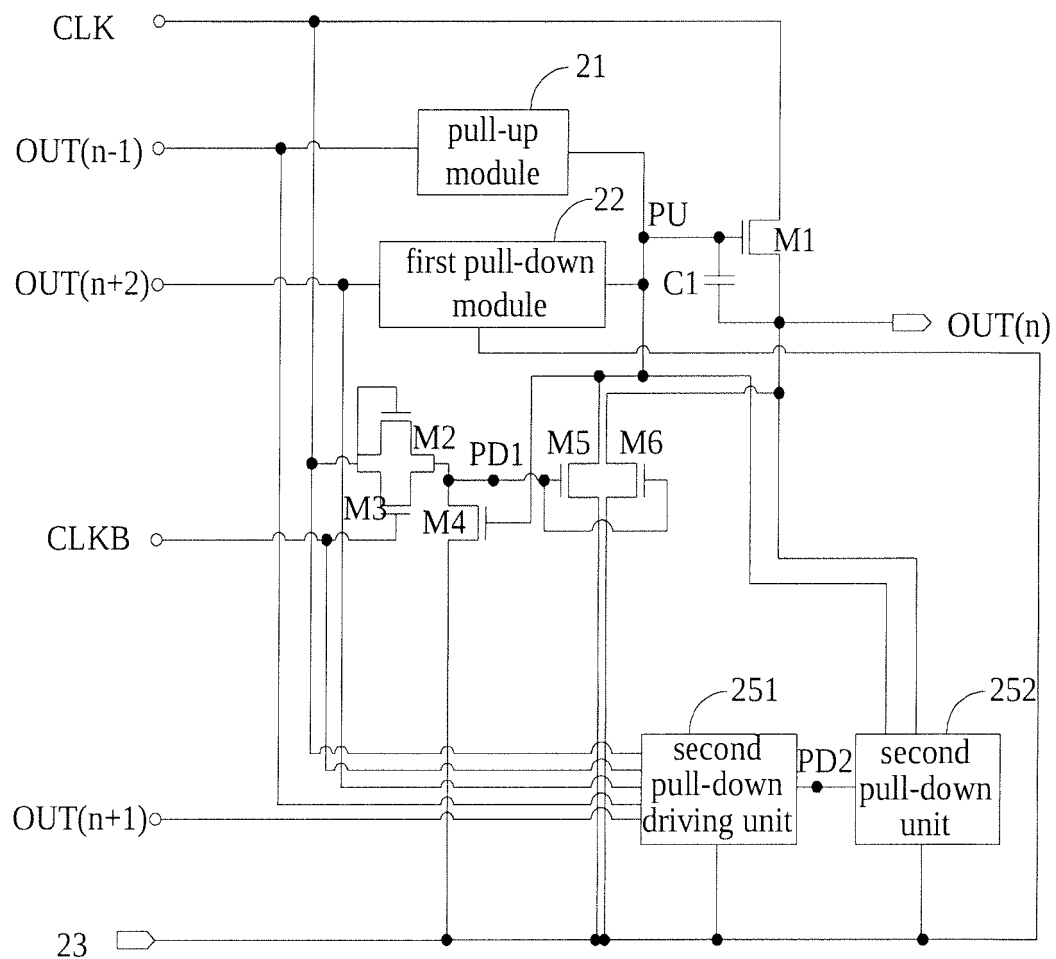 CLK
21
pull-up
module
OUT(n-1)
22
PU
M1
first pull-down
module
OUT(n+2)
C1
OUT(n)
M2
PD1
M5
M6
M3
M4
CLKB
251
252
second
pull-down
driving unit
PD2
second
pull-down
unit
OUT(n+1)
23